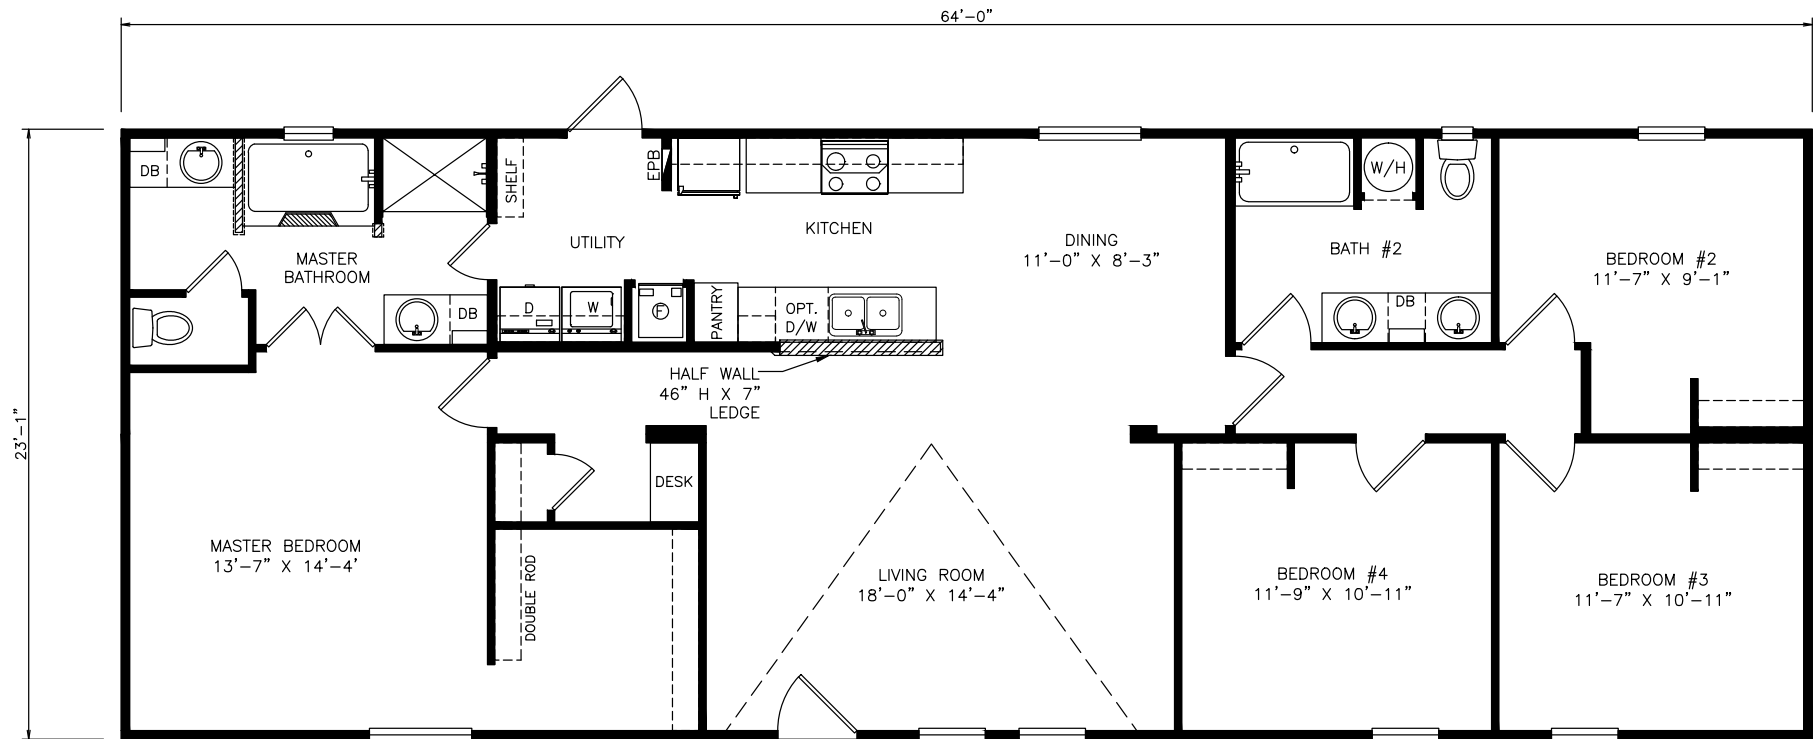 64'-0"
23'-1"
DB
MASTER
BATHROOM
DB
SHELF
UTILITY
D
W
F
EPB
KITCHEN
PANTRY
OPT.
D/W
HALF WALL
46" H X 7"
LEDGE
DINING
11'-0" X 8'-3"
W/H
BATH #2
DB
BEDROOM #2
11'-7" X 9'-1"
DESK
MASTER BEDROOM
13'-7" X 14'-4'
DOUBLE ROD
LIVING ROOM
18'-0" X 14'-4"
BEDROOM #4
11'-9" X 10'-11"
BEDROOM #3
11'-7" X 10'-11"